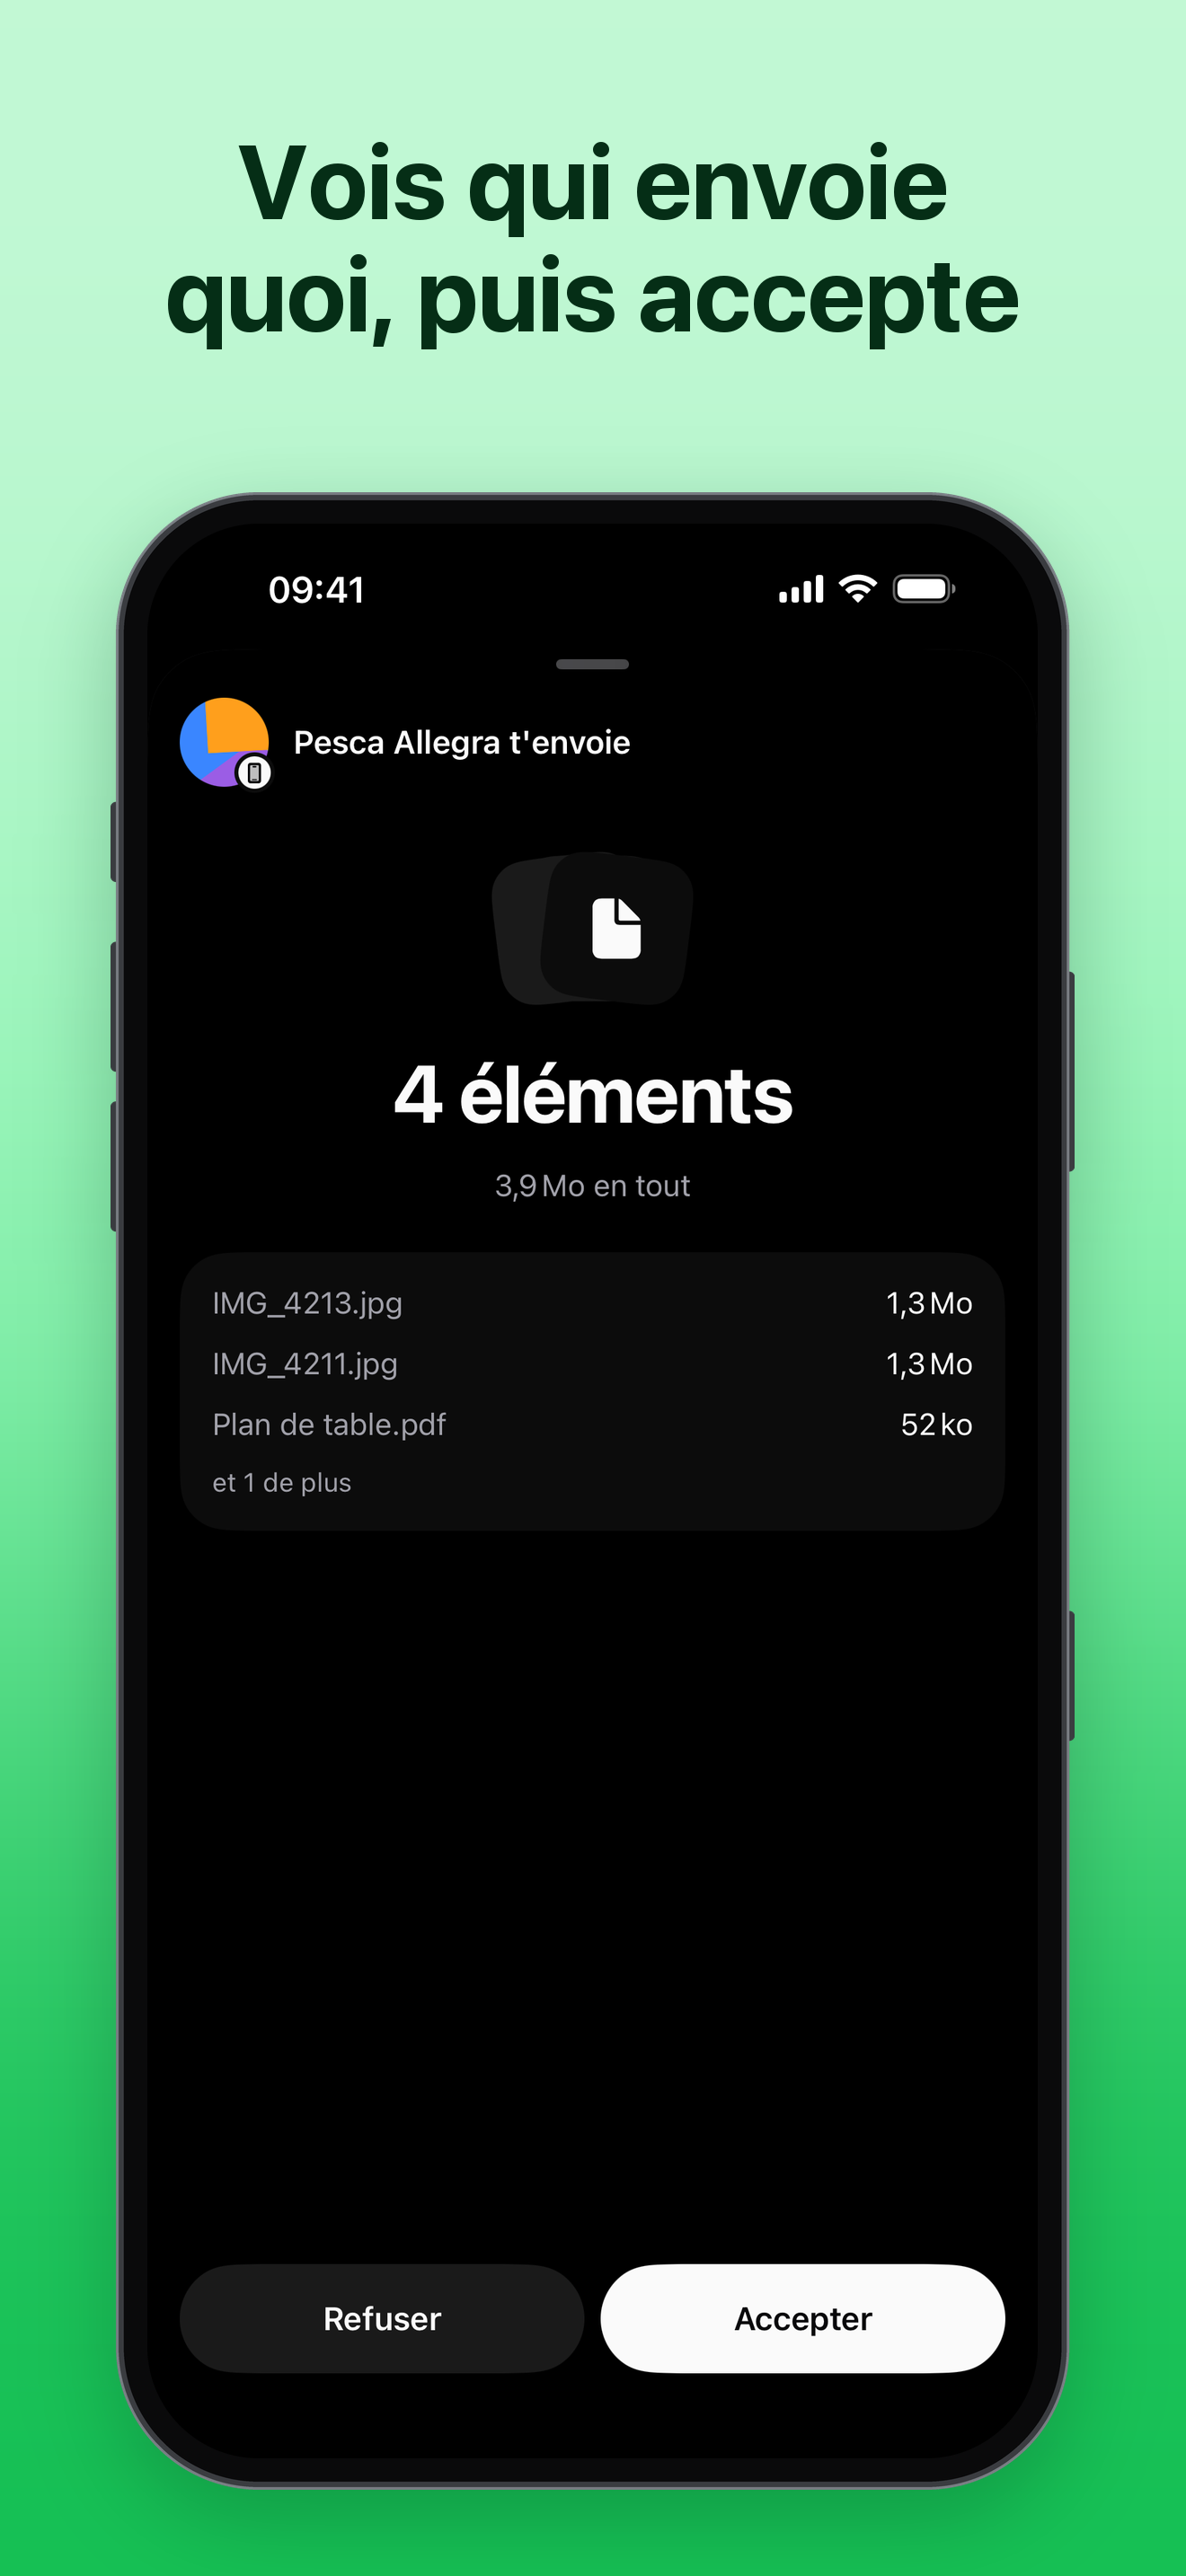 Vois qui envoie
quoi, puis accepte
09:41
Pesca Allegra t'envoie
4 éléments
3,9 Mo en tout
IMG_4213.jpg 1,3 Mo
IMG_4211.jpg 1,3 Mo
Plan de table.pdf 52 ko
et 1 de plus
Refuser Accepter